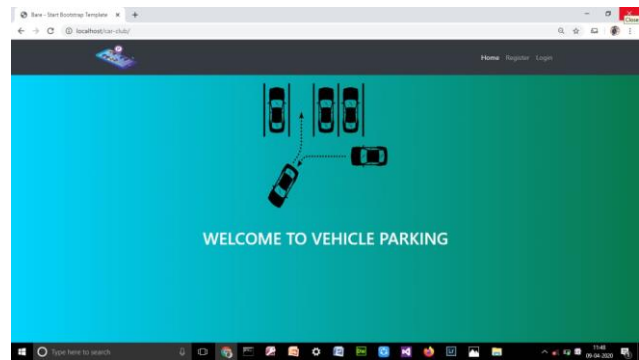 Bare - Start Bootstrap Template
Close
localhost/car-club/
Home Register Login
WELCOME TO VEHICLE PARKING
Type here to search
11:48
09-04-2020